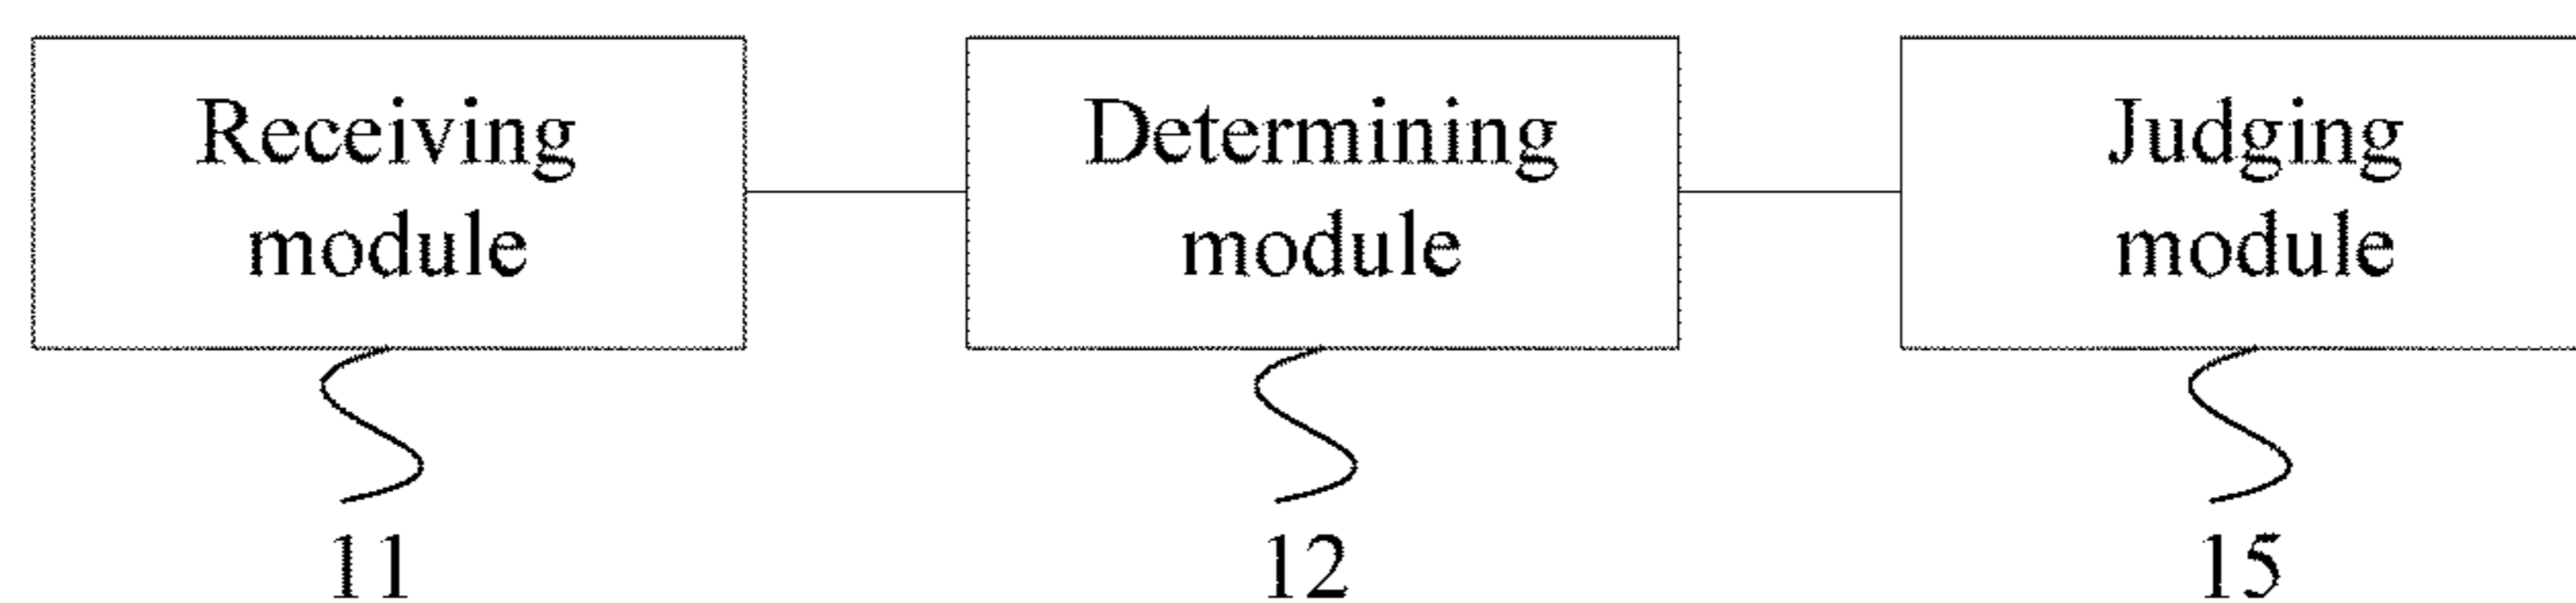 Receiving
module
Determining
module
Judging
module
11
12
15